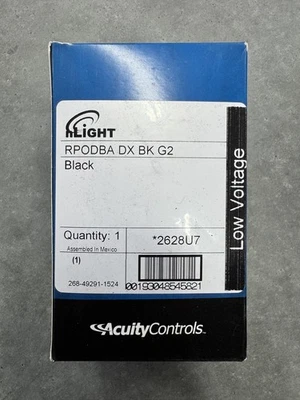 nLIGHT
RPODBA DX BK G2
Black
Low Voltage
Quantity: 1
*2628U7
Assembled In Mexico
(1)
268-49291-1524
00193048545821
AcuityControls